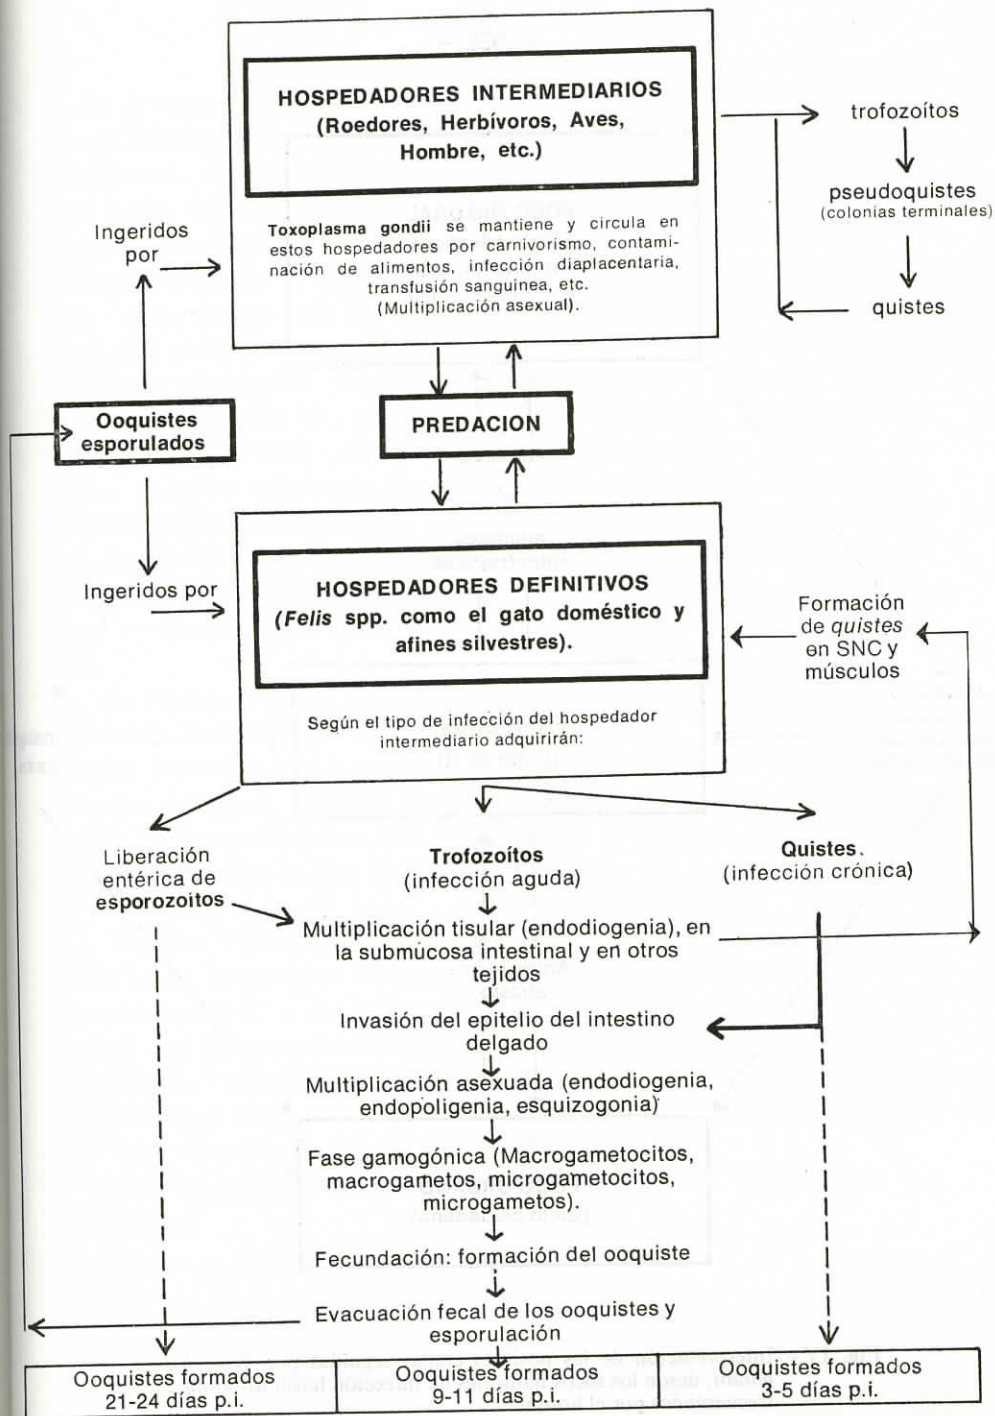 HOSPEDADORES INTERMEDIARIOS
(Roedores, Herbívoros, Aves,
Hombre, etc.)
Toxoplasma gondii se mantiene y circula en
estos hospedadores por carnivorismo, contami-
nación de alimentos, infección diaplacentaria,
transfusión sanguinea, etc.
(Multiplicación asexual).
trofozoítos
pseudoquistes
(colonias terminales)
quistes
Ingeridos
por
Ooquistes
esporulados
PREDACION
Ingeridos por
HOSPEDADORES DEFINITIVOS
(Felis spp. como el gato doméstico y
afines silvestres).
Según el tipo de infección del hospedador
intermediario adquirirán:
Formación
de quistes
en SNC y
músculos
Liberación
entérica de
esporozoitos
Trofozoítos
(infección aguda)
Quistes.
(infección crónica)
Multiplicación tisular (endodiogenia), en
la submucosa intestinal y en otros
tejidos
Invasión del epitelio del intestino
delgado
Multiplicación asexuada (endodiogenia,
endopoligenia, esquizogonia)
Fase gamogónica (Macrogametocitos,
macrogametos, microgametocitos,
microgametos).
Fecundación: formación del ooquiste
Evacuación fecal de los ooquistes y
esporulación
Ooquistes formados
21-24 días p.i.
Ooquistes formados
9-11 días p.i.
Ooquistes formados
3-5 días p.i.